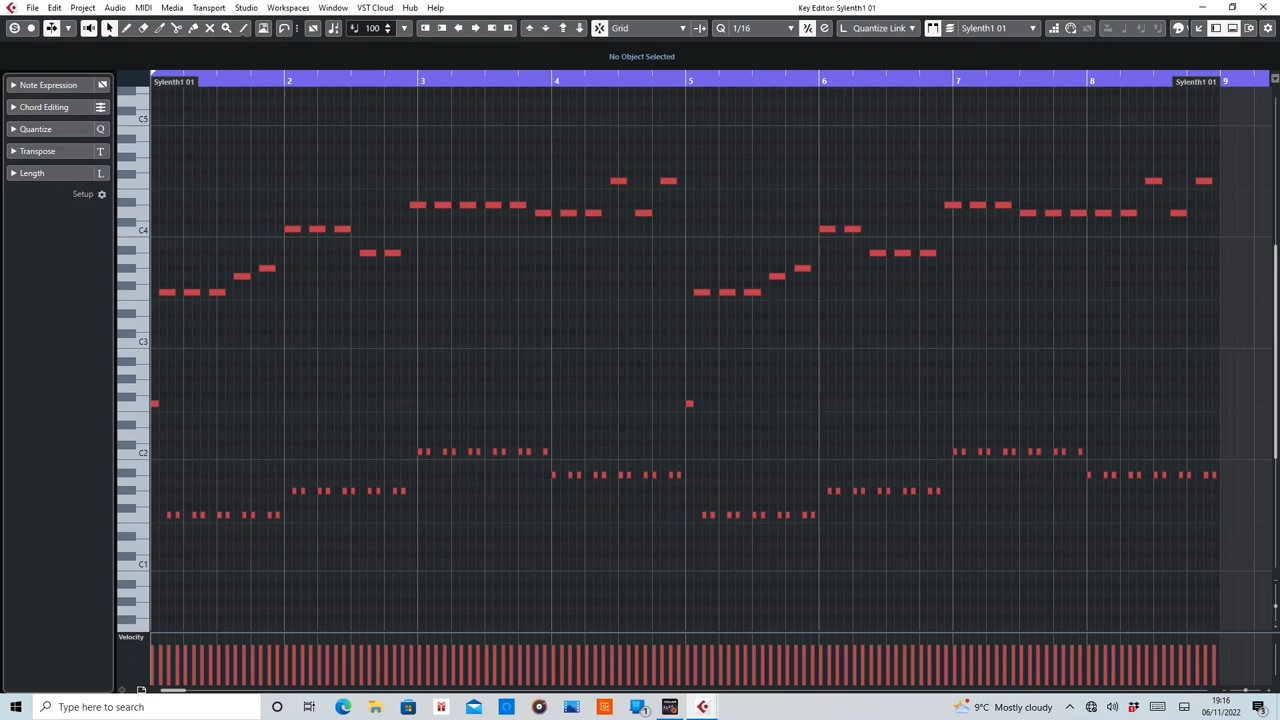 File Edit Project Audio MIDI Media Transport Studio Workspaces Window VST Cloud Hub Help
Key Editor: Sylenth1 01
S 100 Grid Q 1/16 e L Quantize Link Sylenth1 01
No Object Selected
Note Expression
Chord Editing
Quantize Q
Transpose T
Length L
Setup
2 3 4 5 6 7 8 9
Sylenth1 01 Sylenth1 01
C5
C4
C3
C2
C1
Velocity
Type here to search
1
9°C Mostly cloudy
19:16
06/11/2022
3